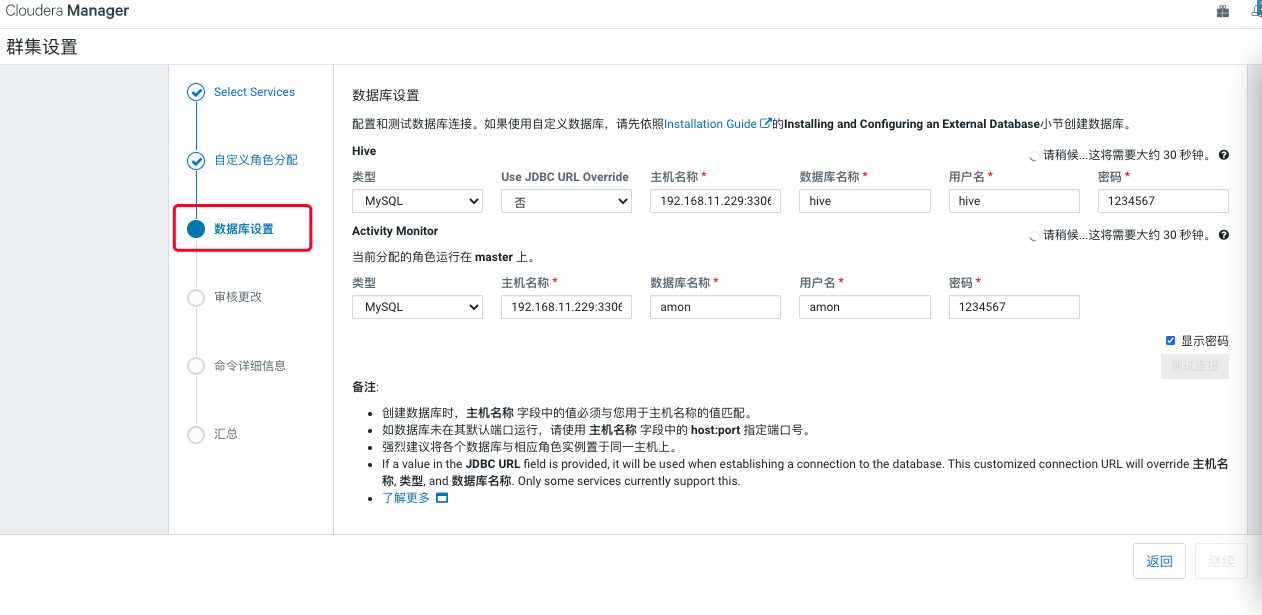 Cloudera Manager
群集设置
Select Services
自定义角色分配
数据库设置
审核更改
命令详细信息
汇总
数据库设置
配置和测试数据库连接。如果使用自定义数据库，请先依照Installation Guide的Installing and Configuring an External Database小节创建数据库。
Hive
请稍候...这将需要大约 30 秒钟。
类型 Use JDBC URL Override 主机名称 * 数据库名称 * 用户名 * 密码 *
MySQL 否 192.168.11.229:3306 hive hive 1234567
Activity Monitor
请稍候...这将需要大约 30 秒钟。
当前分配的角色运行在 master 上。
类型 主机名称 * 数据库名称 * 用户名 * 密码 *
MySQL 192.168.11.229:3306 amon amon 1234567
显示密码
测试连接
备注:
创建数据库时，主机名称 字段中的值必须与您用于主机名称的值匹配。
如数据库未在其默认端口运行，请使用 主机名称 字段中的 host:port 指定端口号。
强烈建议将各个数据库与相应角色实例置于同一主机上。
If a value in the JDBC URL field is provided, it will be used when establishing a connection to the database. This customized connection URL will override 主机名
称, 类型, and 数据库名称. Only some services currently support this.
了解更多
返回
继续